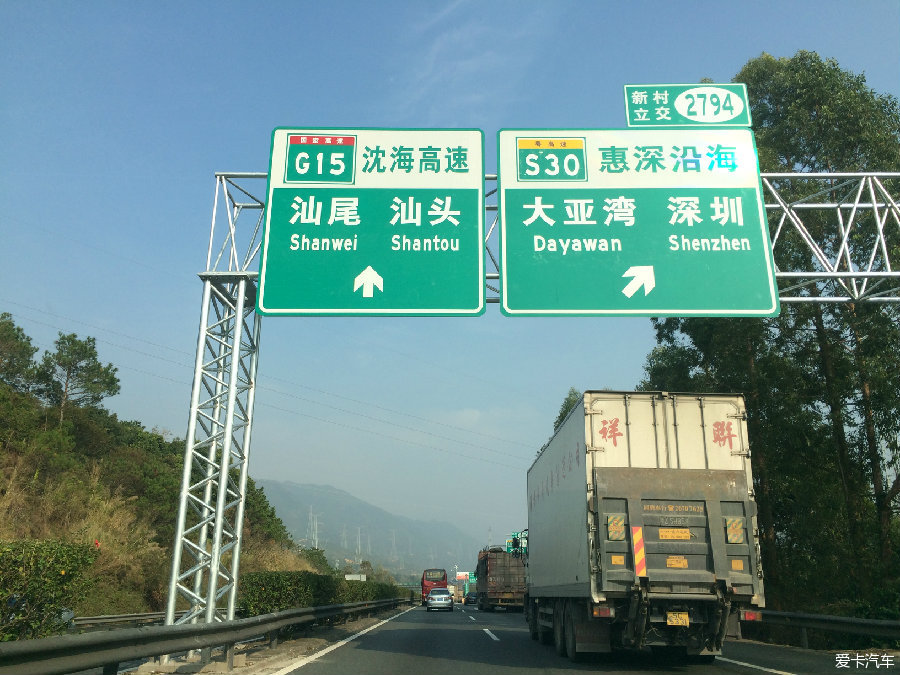 国家高速
G15 沈海高速
汕尾 汕头
Shanwei Shantou
新村
立交 2794
粤高速
S30 惠深沿海
大亚湾 深圳
Dayawan Shenzhen
祥 聯
爱卡汽车